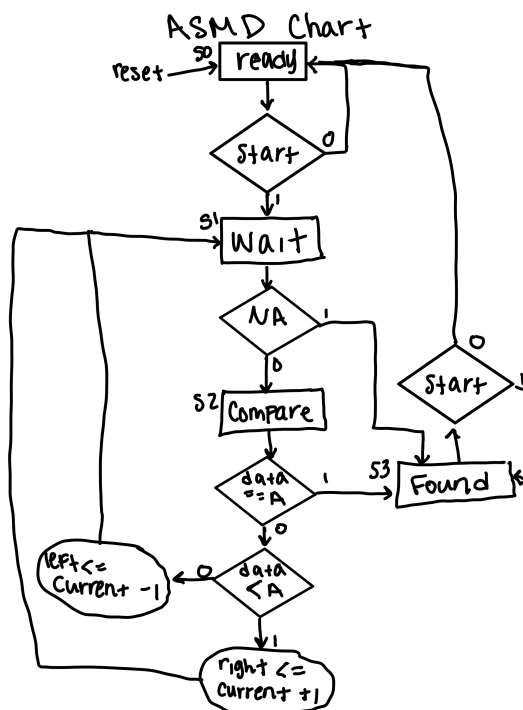 ASMD Chart
S0
ready
reset
Start
0
1
S1
Wait
NA
1
0
0
Start
1
S2
Compare
S3
Found
data
== A
1
0
left <=
Current -1
0
data
< A
1
right <=
current +1